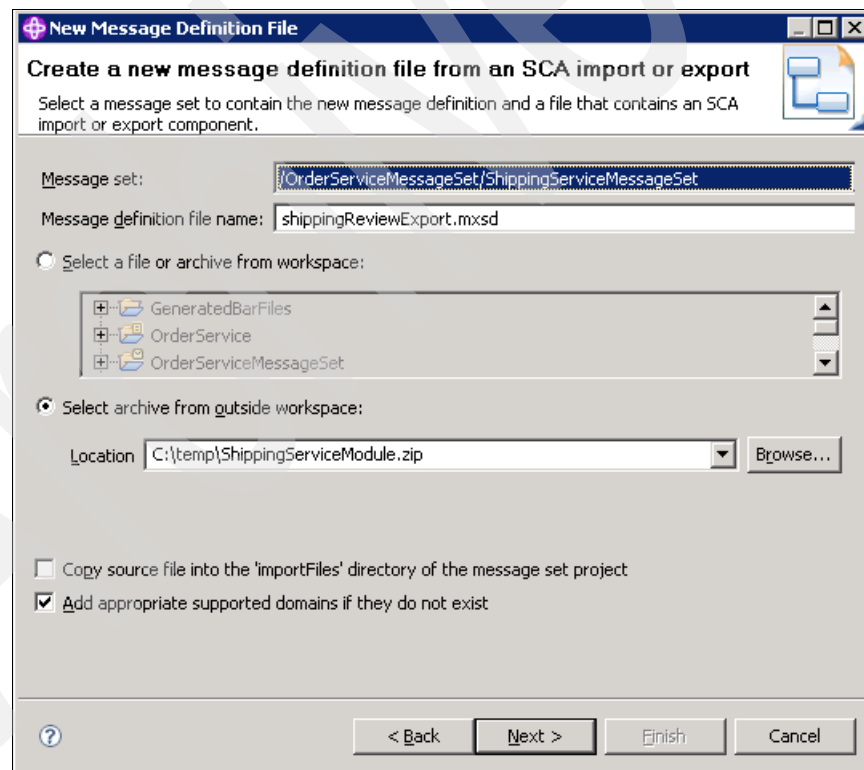 New Message Definition File
Create a new message definition file from an SCA import or export
Select a message set to contain the new message definition and a file that contains an SCA
import or export component.
Message set: /OrderServiceMessageSet/ShippingServiceMessageSet
Message definition file name: shippingReviewExport.mxsd
Select a file or archive from workspace:
GeneratedBarFiles
OrderService
OrderServiceMessageSet
Select archive from outside workspace:
Location C:\temp\ShippingServiceModule.zip Browse...
Copy source file into the 'importFiles' directory of the message set project
Add appropriate supported domains if they do not exist
? < Back Next > Finish Cancel